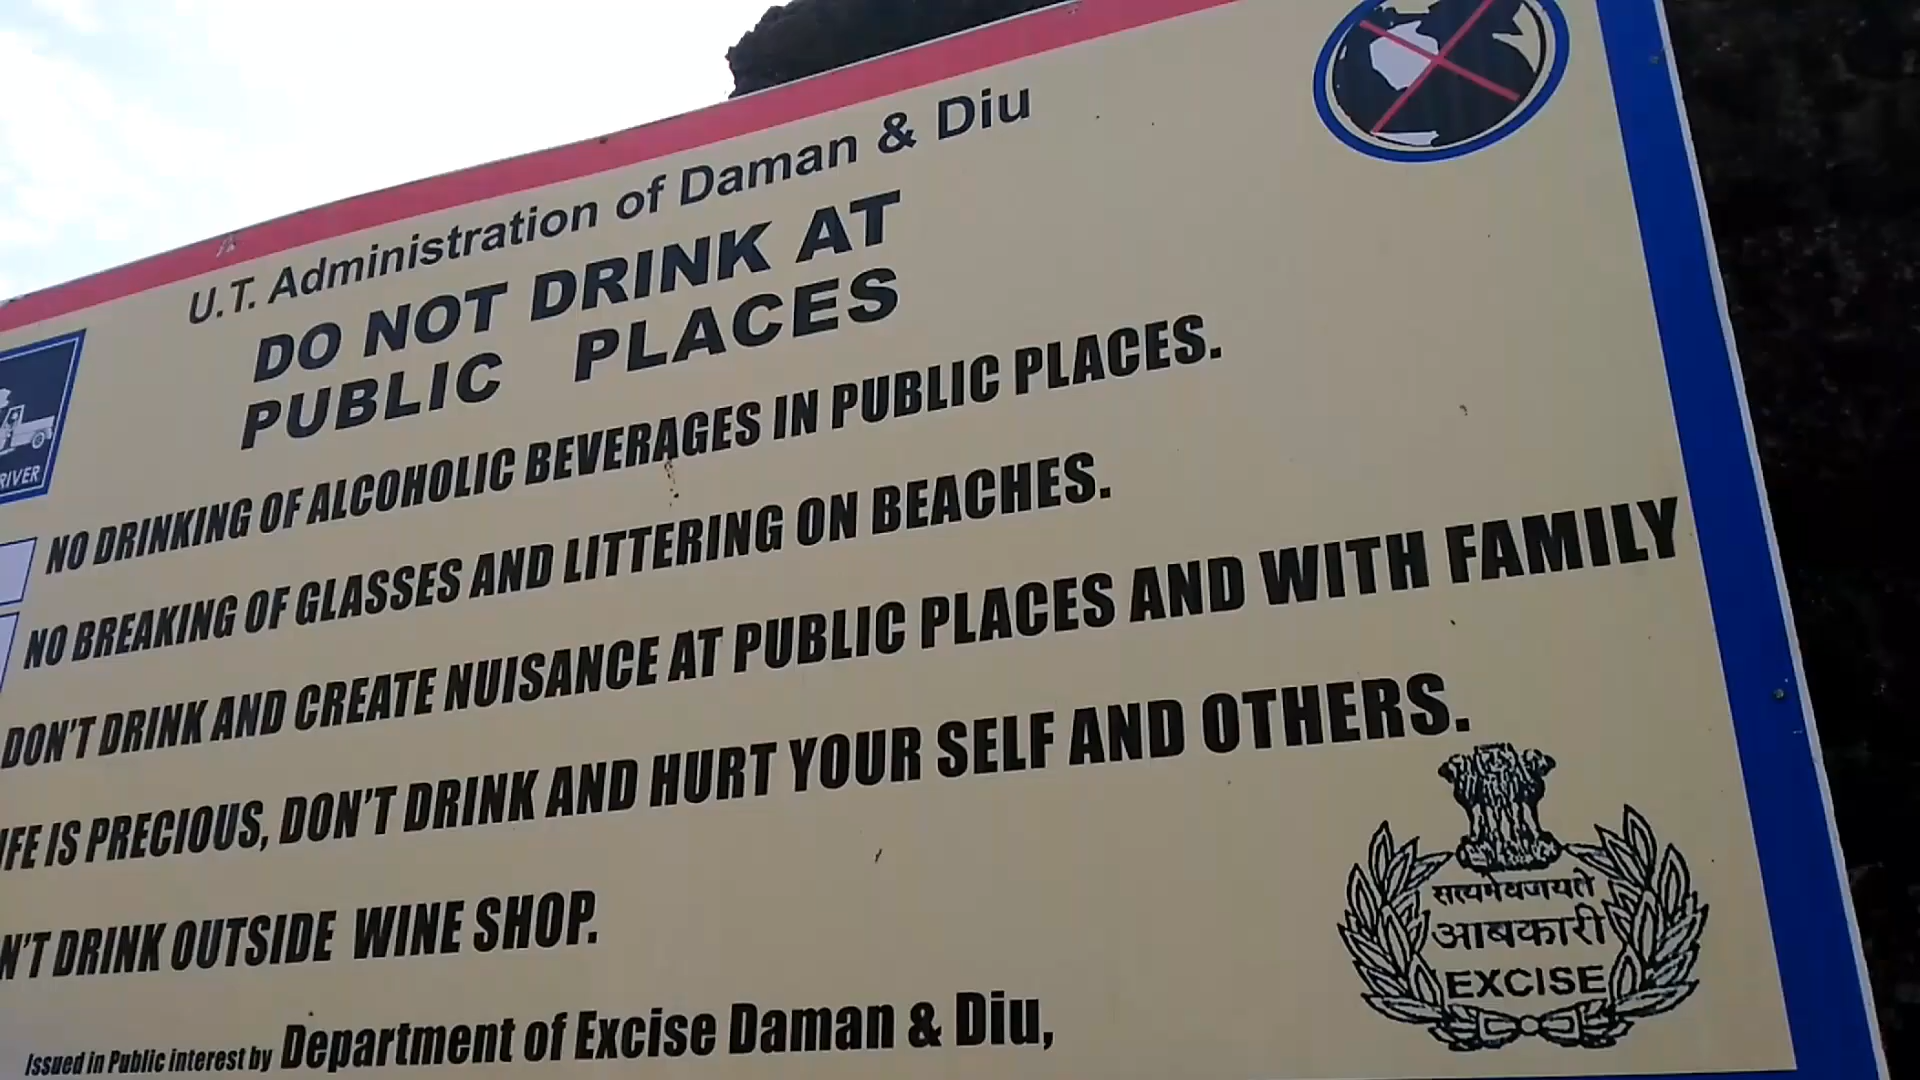 U.T. Administration of Daman & Diu
DO NOT DRINK AT
PUBLIC PLACES
NO DRINKING OF ALCOHOLIC BEVERAGES IN PUBLIC PLACES.
NO BREAKING OF GLASSES AND LITTERING ON BEACHES.
DON'T DRINK AND CREATE NUISANCE AT PUBLIC PLACES AND WITH FAMILY
IS PRECIOUS, DON'T DRINK AND HURT YOUR SELF AND OTHERS.
DRINK OUTSIDE WINE SHOP.
सत्यमेवजयते
आबकारी
EXCISE
Issued in Public interest by Department of Excise Daman & Diu,